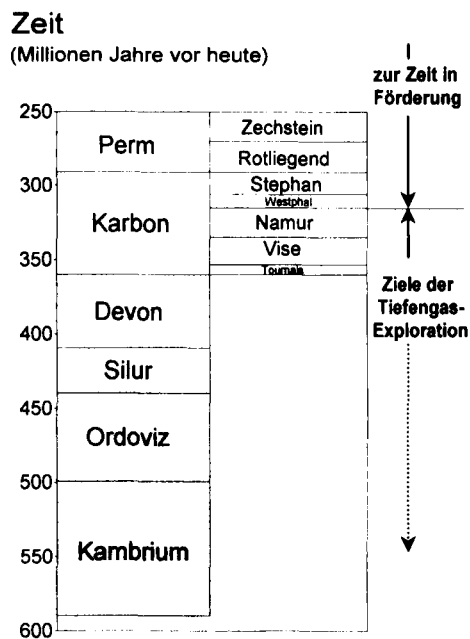 Zeit
(Millionen Jahre vor heute)
zur Zeit in
Förderung
250
300
350
400
450
500
550
600
Perm
Karbon
Devon
Silur
Ordoviz
Kambrium
Zechstein
Rotliegend
Stephan
Westphal
Namur
Vise
Tournais
Ziele der
Tiefengas-
Exploration